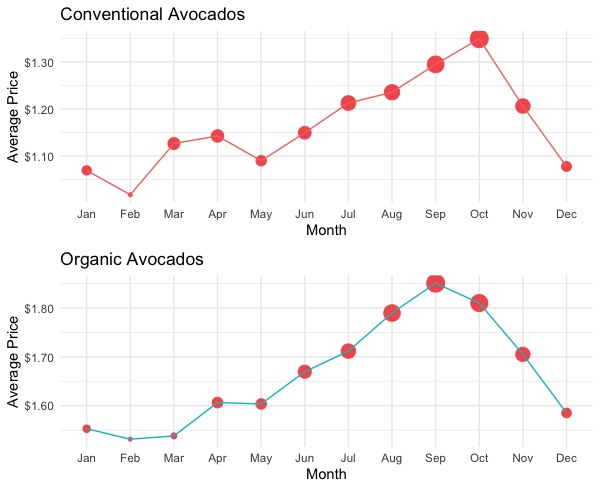 Conventional Avocados
$1.30
$1.20
$1.10
Average Price
Jan Feb Mar Apr May Jun Jul Aug Sep Oct Nov Dec
Month
Organic Avocados
$1.80
$1.70
$1.60
Average Price
Jan Feb Mar Apr May Jun Jul Aug Sep Oct Nov Dec
Month